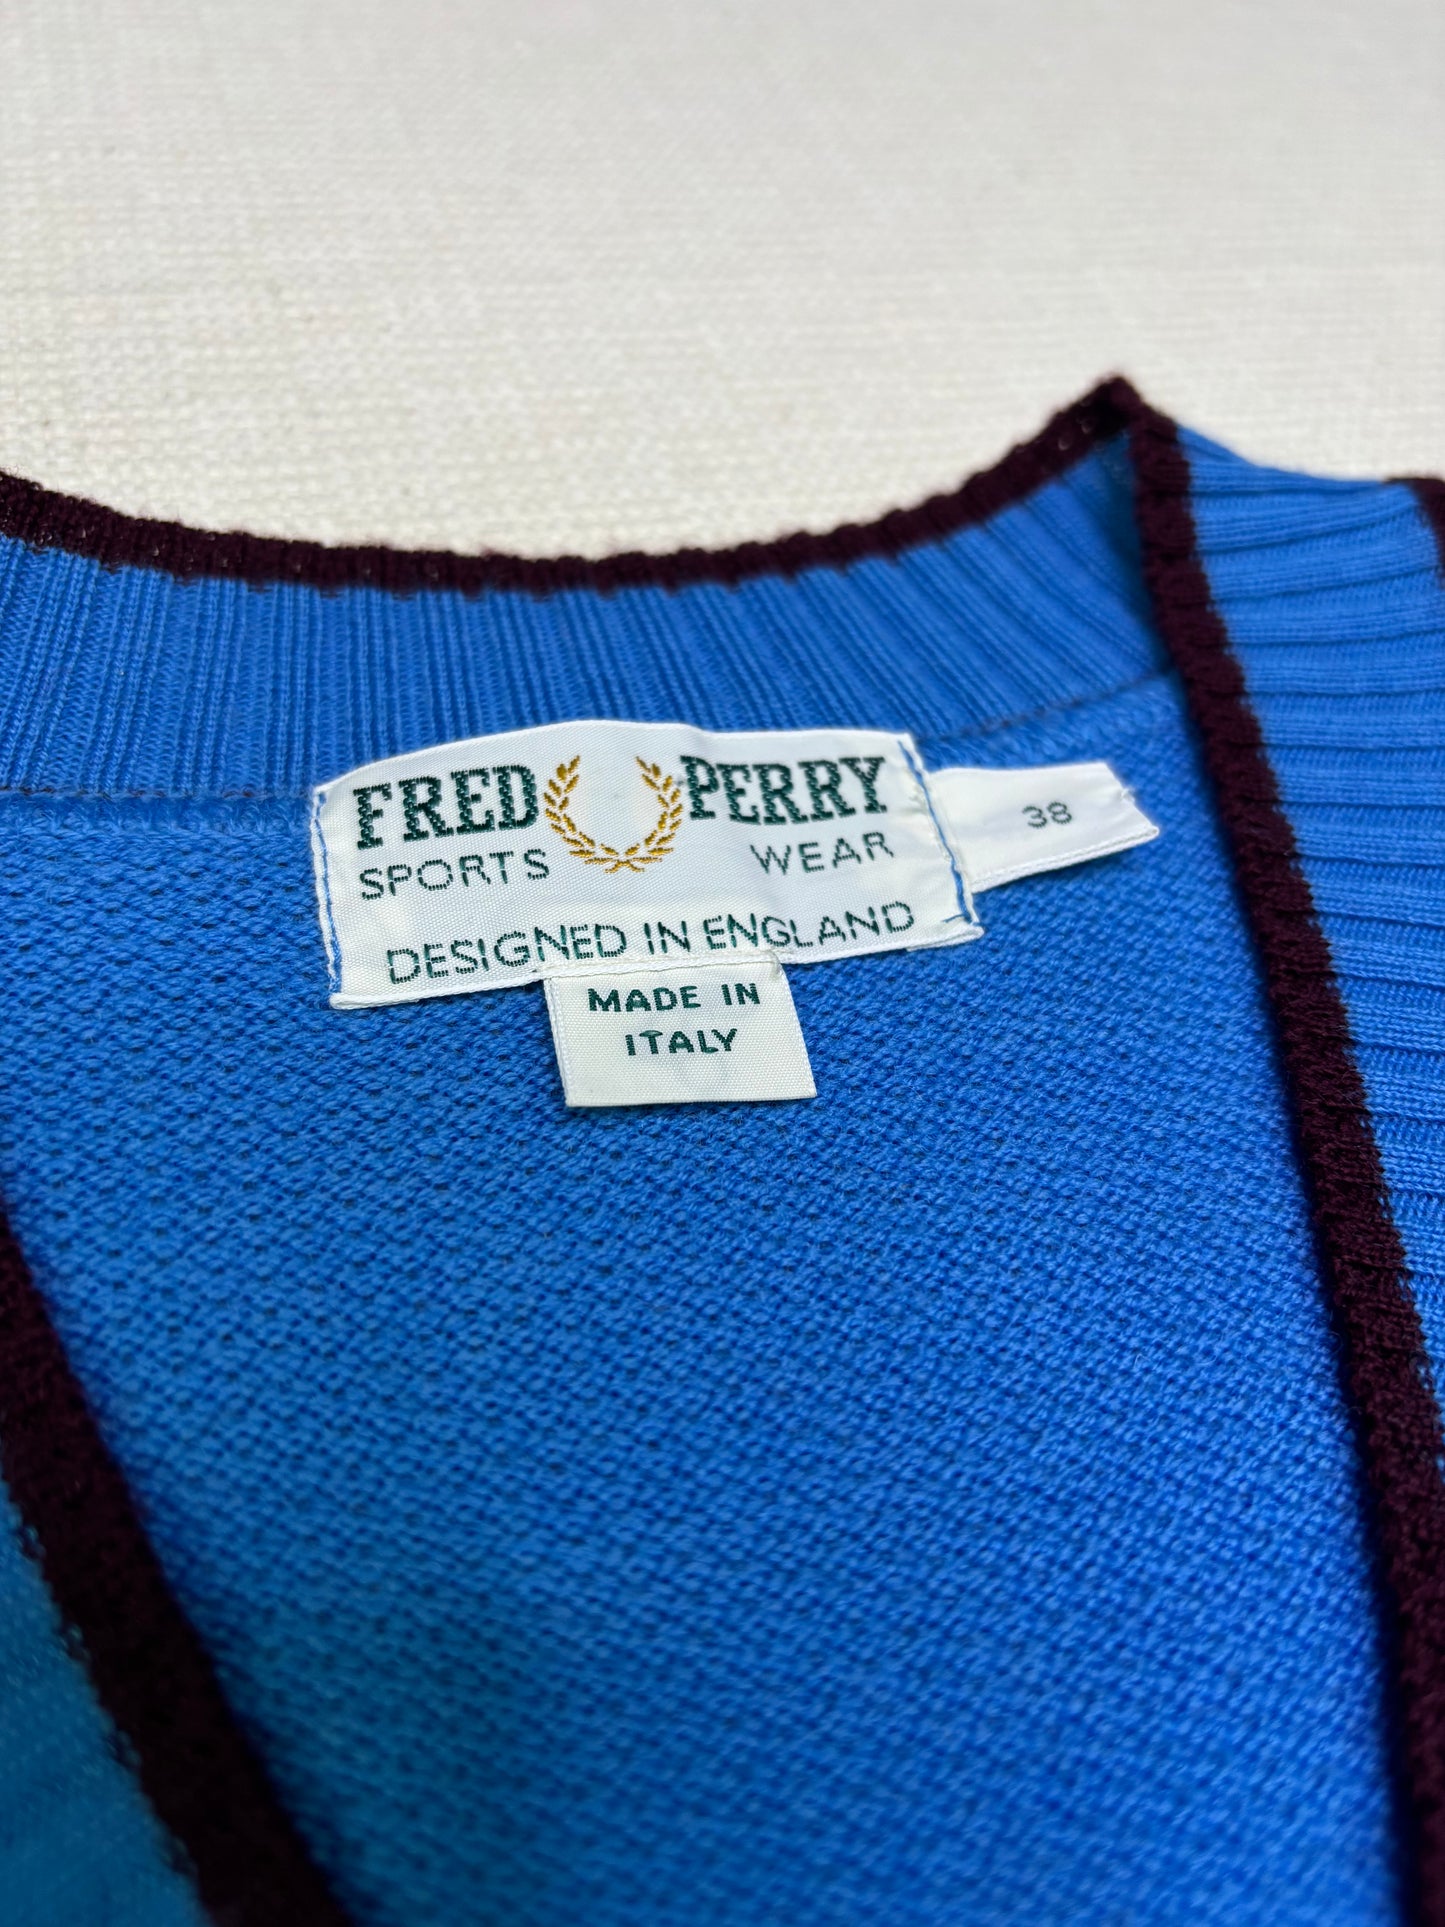 FRED PERRY
SPORTS WEAR
DESIGNED IN ENGLAND
38
MADE IN
ITALY